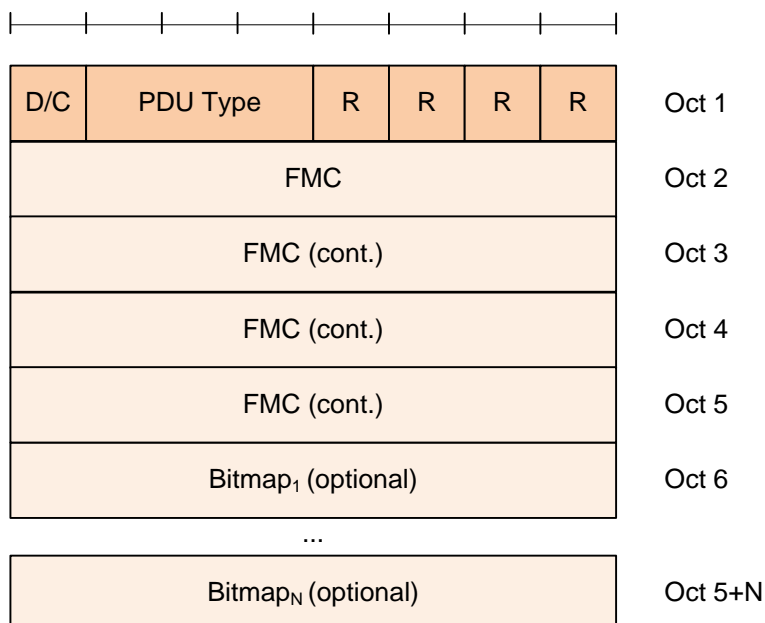 D/C PDU Type R R R R Oct 1
FMC Oct 2
FMC (cont.) Oct 3
FMC (cont.) Oct 4
FMC (cont.) Oct 5
Bitmap₁ (optional) Oct 6
...
Bitmap_N (optional) Oct 5+N